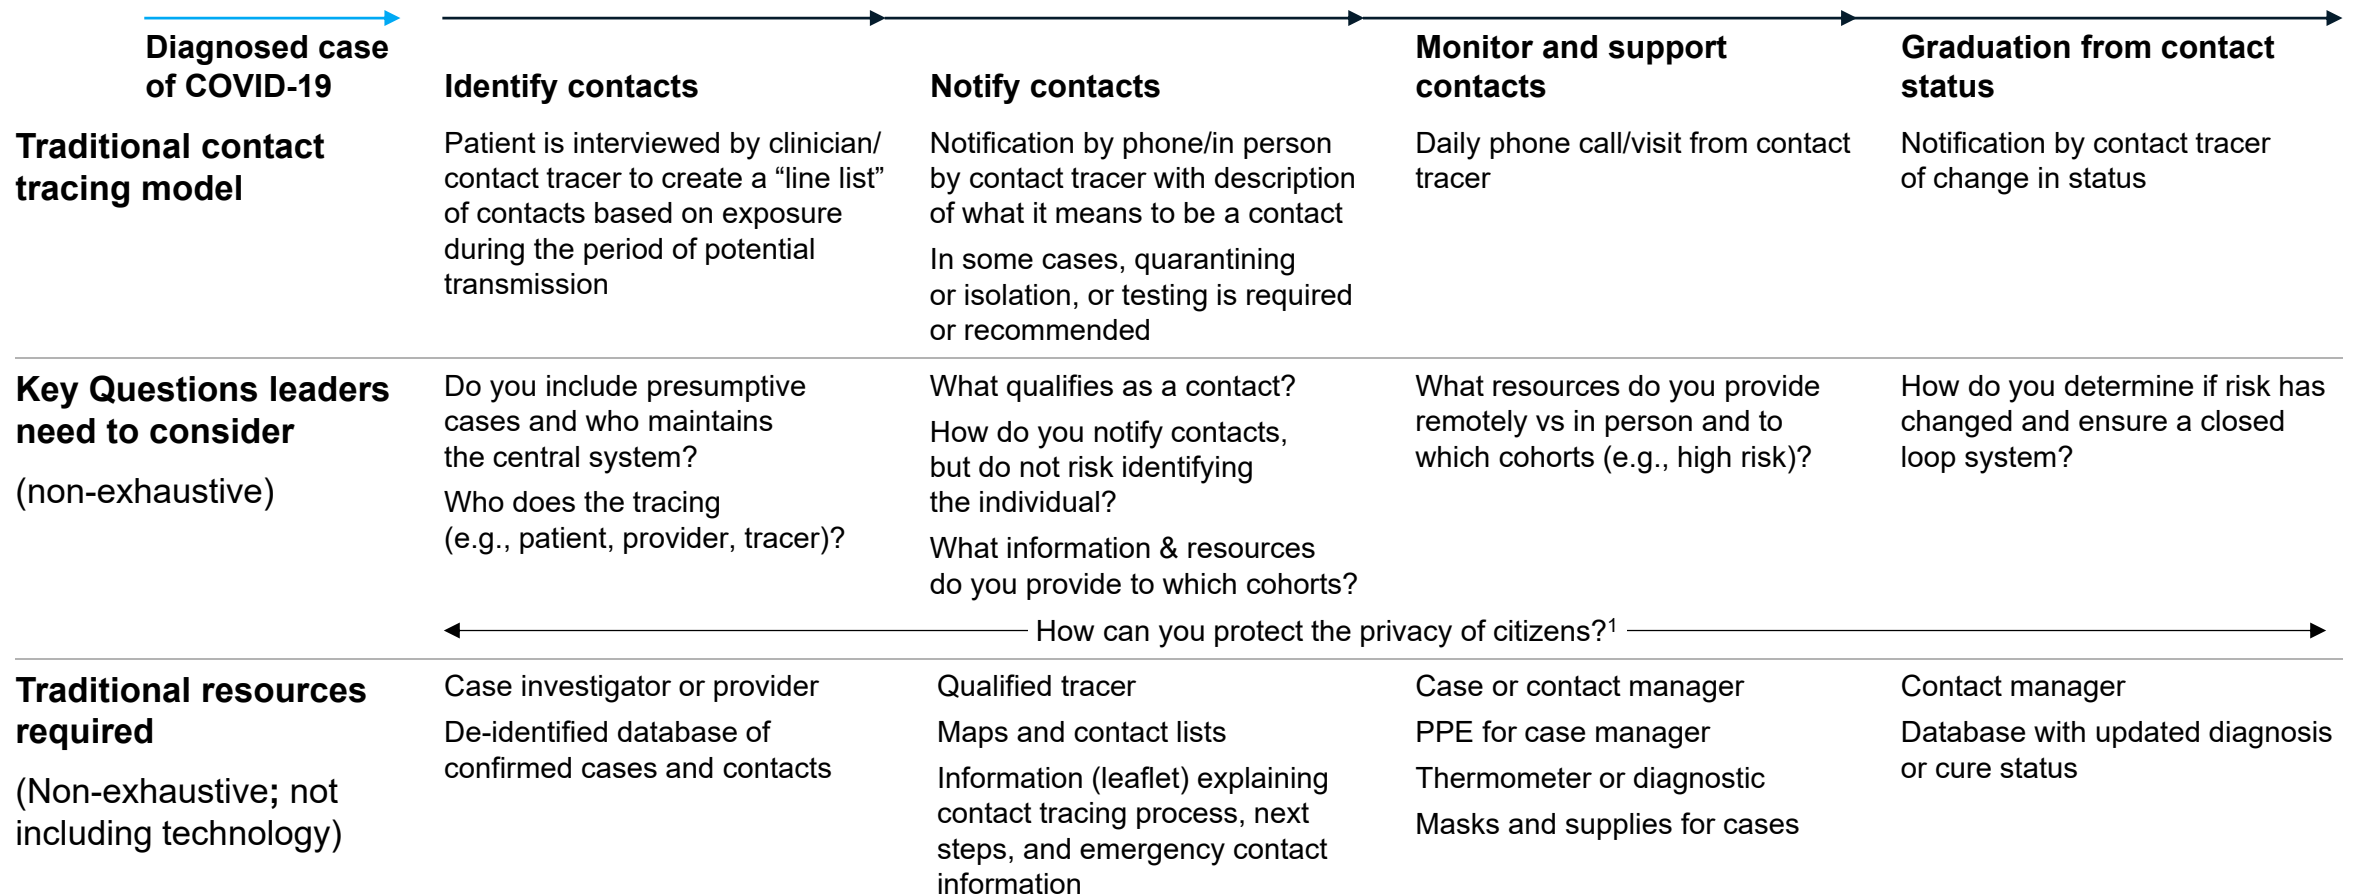 Diagnosed case
of COVID-19
Identify contacts
Notify contacts
Monitor and support
contacts
Graduation from contact
status
Traditional contact
tracing model
Patient is interviewed by clinician/
contact tracer to create a “line list”
of contacts based on exposure
during the period of potential
transmission
Notification by phone/in person
by contact tracer with description
of what it means to be a contact
In some cases, quarantining
or isolation, or testing is required
or recommended
Daily phone call/visit from contact
tracer
Notification by contact tracer
of change in status
Key Questions leaders
need to consider
(non-exhaustive)
Do you include presumptive
cases and who maintains
the central system?
Who does the tracing
(e.g., patient, provider, tracer)?
What qualifies as a contact?
How do you notify contacts,
but do not risk identifying
the individual?
What information & resources
do you provide to which cohorts?
What resources do you provide
remotely vs in person and to
which cohorts (e.g., high risk)?
How do you determine if risk has
changed and ensure a closed
loop system?
How can you protect the privacy of citizens?¹
Traditional resources
required
(Non-exhaustive; not
including technology)
Case investigator or provider
De-identified database of
confirmed cases and contacts
Qualified tracer
Maps and contact lists
Information (leaflet) explaining
contact tracing process, next
steps, and emergency contact
information
Case or contact manager
PPE for case manager
Thermometer or diagnostic
Masks and supplies for cases
Contact manager
Database with updated diagnosis
or cure status